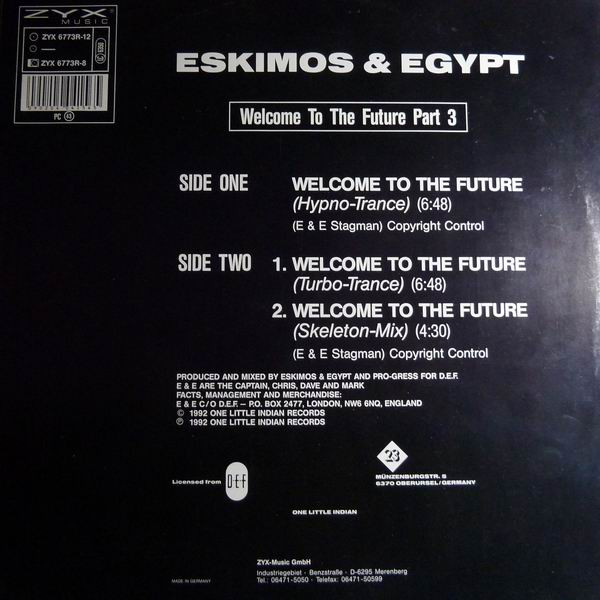 ZYX®
MUSIC
ZYX 6773R-12
ZYX 6773R-8
PC 43
ESKIMOS & EGYPT
Welcome To The Future Part 3
SIDE ONE WELCOME TO THE FUTURE
(Hypno-Trance) (6:48)
(E & E Stagman) Copyright Control
SIDE TWO 1. WELCOME TO THE FUTURE
(Turbo-Trance) (6:48)
2. WELCOME TO THE FUTURE
(Skeleton-Mix) (4:30)
(E & E Stagman) Copyright Control
PRODUCED AND MIXED BY ESKIMOS & EGYPT AND PRO-GRESS FOR D.E.F.
E & E ARE THE CAPTAIN, CHRIS, DAVE AND MARK
FACTS, MANAGEMENT AND MERCHANDISE:
E & E C/O D.E.F. – P.O. BOX 2477, LONDON, NW6 6NQ, ENGLAND
© 1992 ONE LITTLE INDIAN RECORDS
℗ 1992 ONE LITTLE INDIAN RECORDS
Licensed from D·E·F
23
MÜNZENBURGSTR. 5
6370 OBERURSEL/GERMANY
ONE LITTLE INDIAN
ZYX-Music GmbH
Industriegebiet · Benzstraße · D-6295 Merenberg
Tel.: 06471-5050 · Telefax: 06471-50599
MADE IN GERMANY